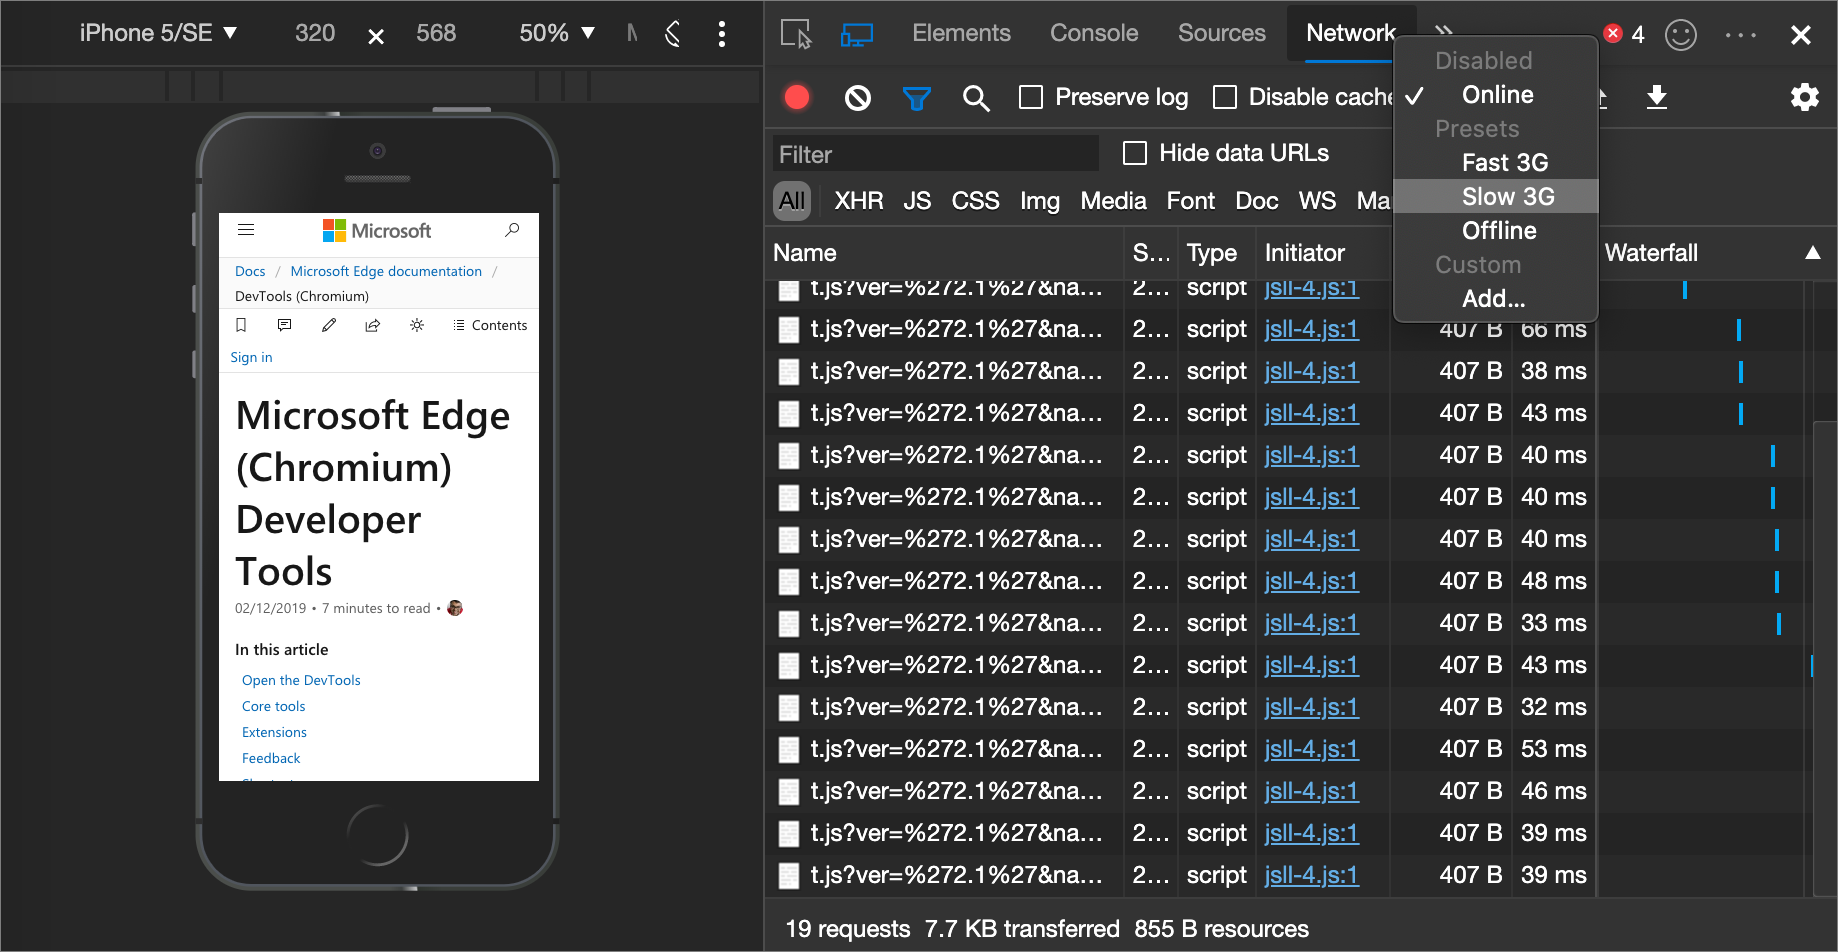 iPhone 5/SE ▼ 320 × 568 50% ▼
Elements Console Sources Network » 4
Preserve log Disable cache
Filter Hide data URLs
All XHR JS CSS Img Media Font Doc WS Ma
Disabled
✓ Online
Presets
Fast 3G
Slow 3G
Offline
Custom
Add...
Name S... Type Initiator Waterfall ▲
t.js?ver=%272.1%27&na... 2... script jsll-4.js:1
t.js?ver=%272.1%27&na... 2... script jsll-4.js:1 407 B 66 ms
t.js?ver=%272.1%27&na... 2... script jsll-4.js:1 407 B 38 ms
t.js?ver=%272.1%27&na... 2... script jsll-4.js:1 407 B 43 ms
t.js?ver=%272.1%27&na... 2... script jsll-4.js:1 407 B 40 ms
t.js?ver=%272.1%27&na... 2... script jsll-4.js:1 407 B 40 ms
t.js?ver=%272.1%27&na... 2... script jsll-4.js:1 407 B 40 ms
t.js?ver=%272.1%27&na... 2... script jsll-4.js:1 407 B 48 ms
t.js?ver=%272.1%27&na... 2... script jsll-4.js:1 407 B 33 ms
t.js?ver=%272.1%27&na... 2... script jsll-4.js:1 407 B 43 ms
t.js?ver=%272.1%27&na... 2... script jsll-4.js:1 407 B 32 ms
t.js?ver=%272.1%27&na... 2... script jsll-4.js:1 407 B 53 ms
t.js?ver=%272.1%27&na... 2... script jsll-4.js:1 407 B 46 ms
t.js?ver=%272.1%27&na... 2... script jsll-4.js:1 407 B 39 ms
t.js?ver=%272.1%27&na... 2... script jsll-4.js:1 407 B 39 ms
19 requests 7.7 KB transferred 855 B resources
Microsoft
Docs / Microsoft Edge documentation /
DevTools (Chromium)
Contents
Sign in
Microsoft Edge
(Chromium)
Developer
Tools
02/12/2019 • 7 minutes to read •
In this article
Open the DevTools
Core tools
Extensions
Feedback